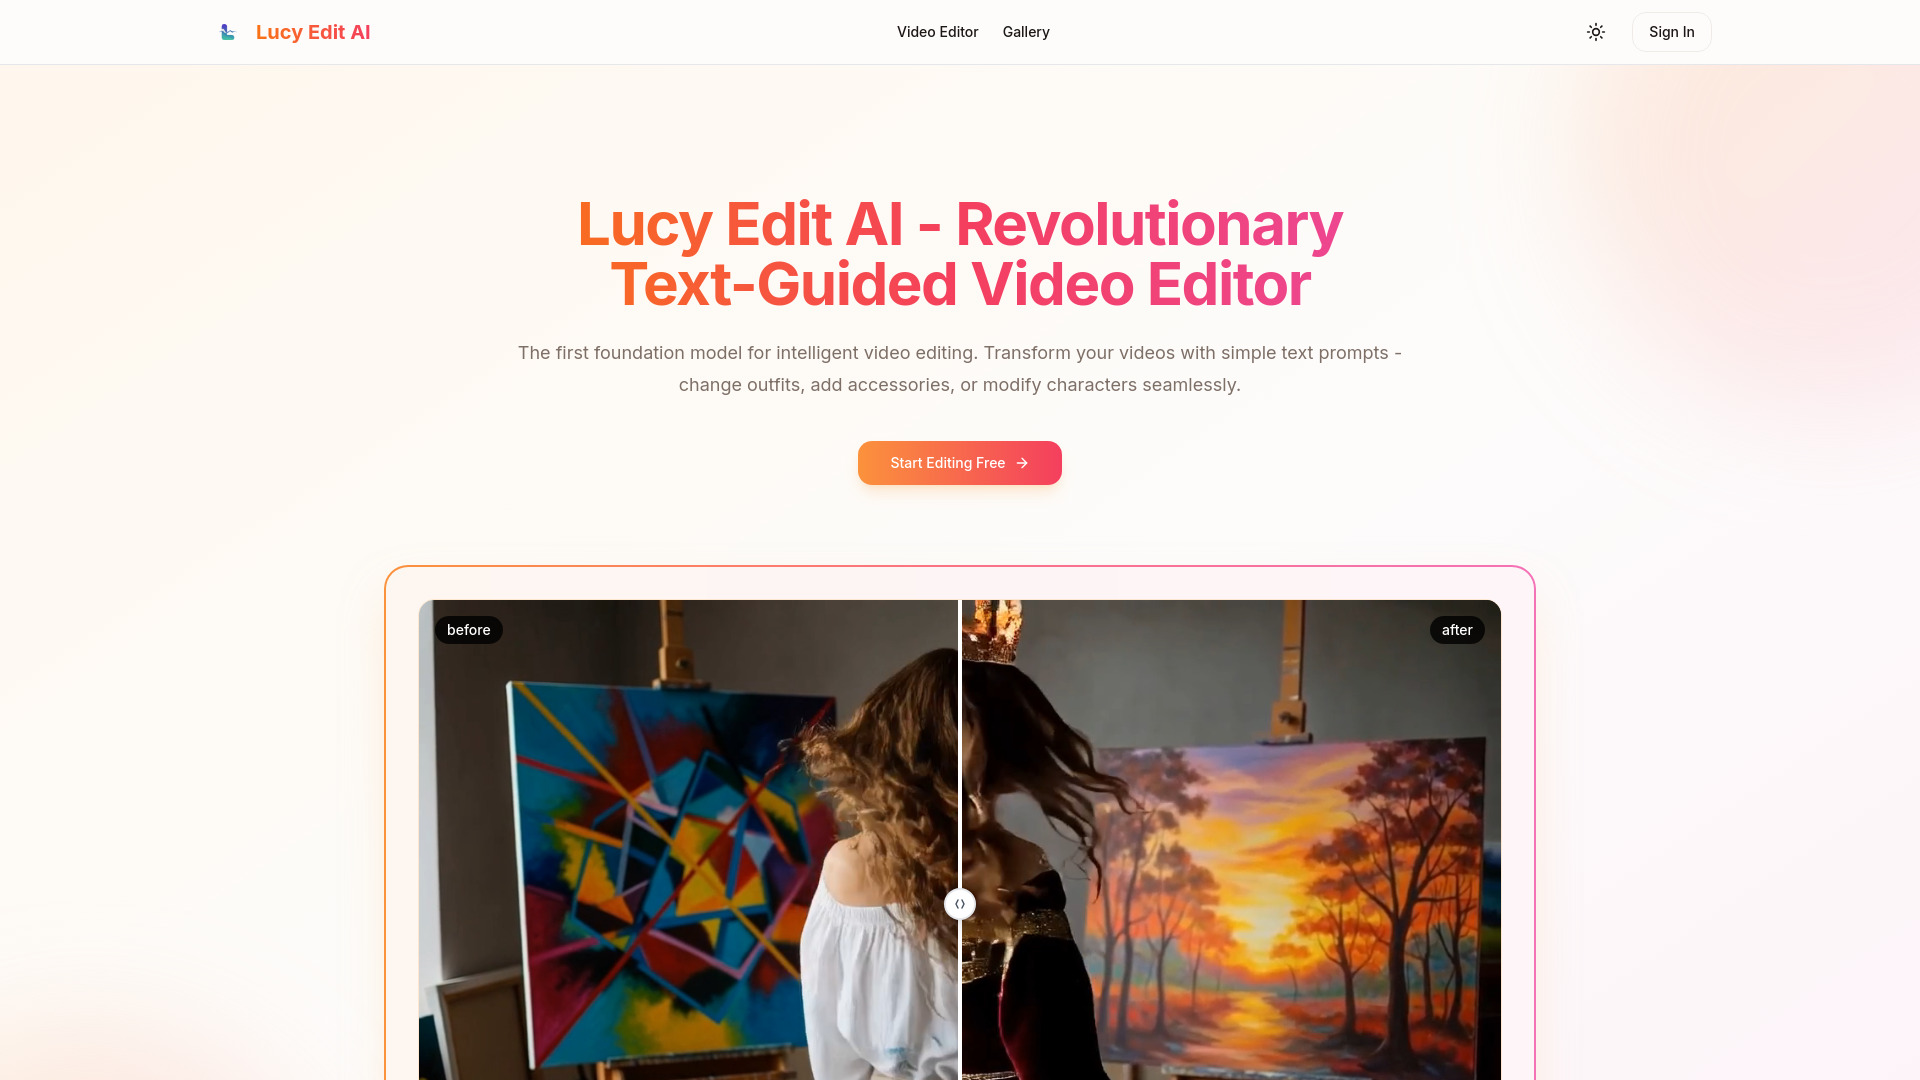 Lucy Edit AI
Video Editor
Gallery
Sign In
Lucy Edit AI - Revolutionary
Text-Guided Video Editor
The first foundation model for intelligent video editing. Transform your videos with simple text prompts -
change outfits, add accessories, or modify characters seamlessly.
Start Editing Free
before
after